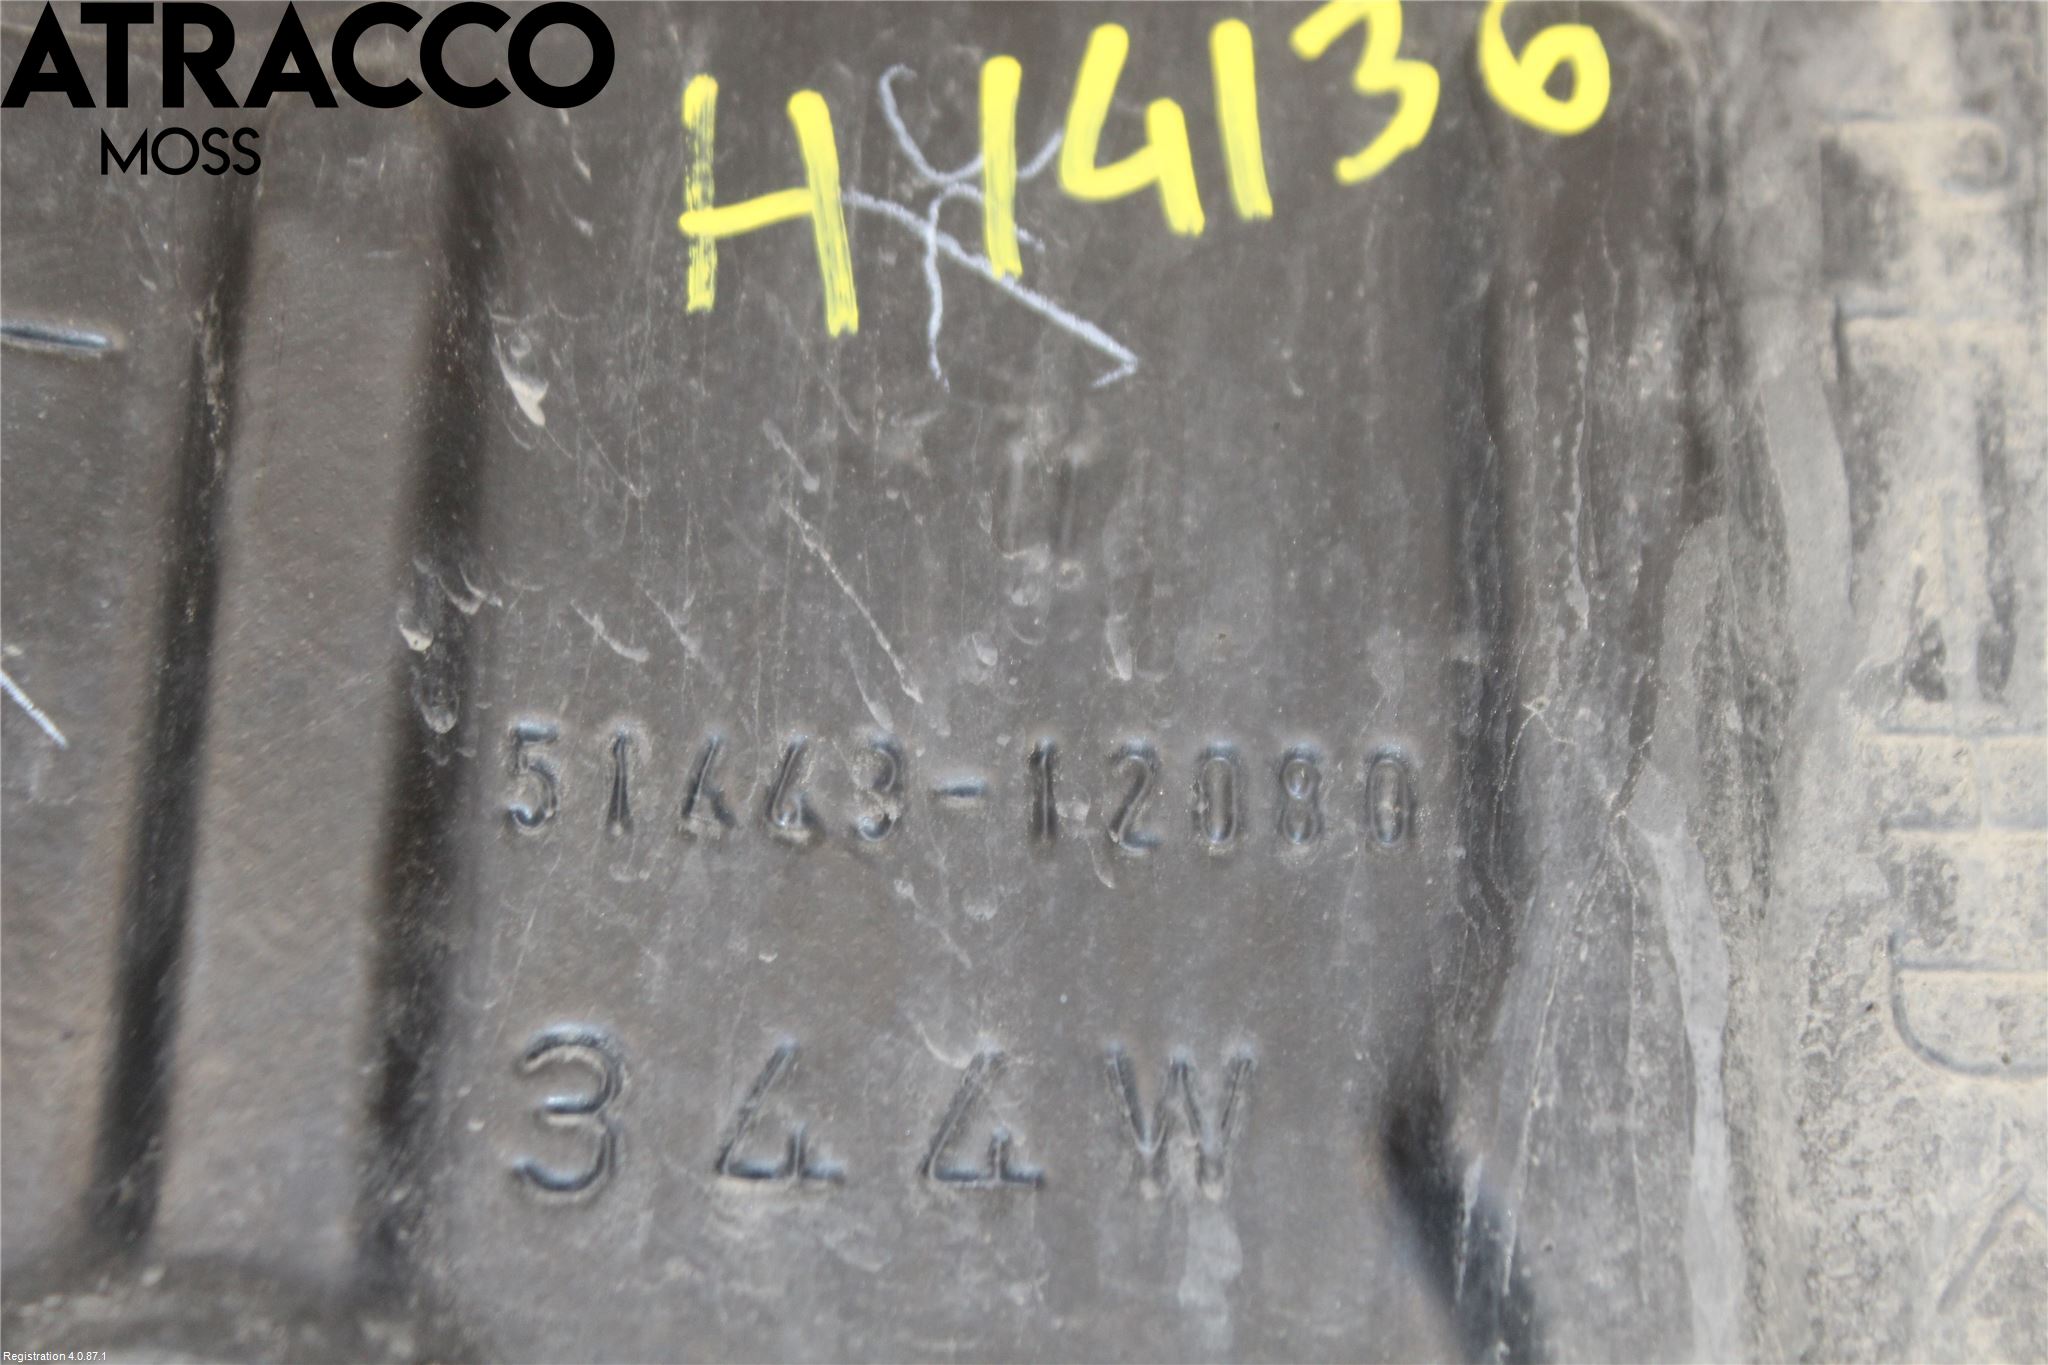 ATRACCO
MOSS
H14136
51443-12080
344W
Registration 4.0.87.1